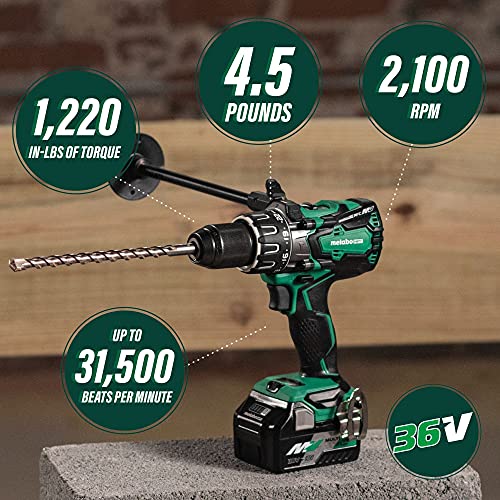 4.5
POUNDS
2,100
RPM
1,220
IN-LBS OF TORQUE
metabo
UP TO
31,500
BEATS PER MINUTE
36V